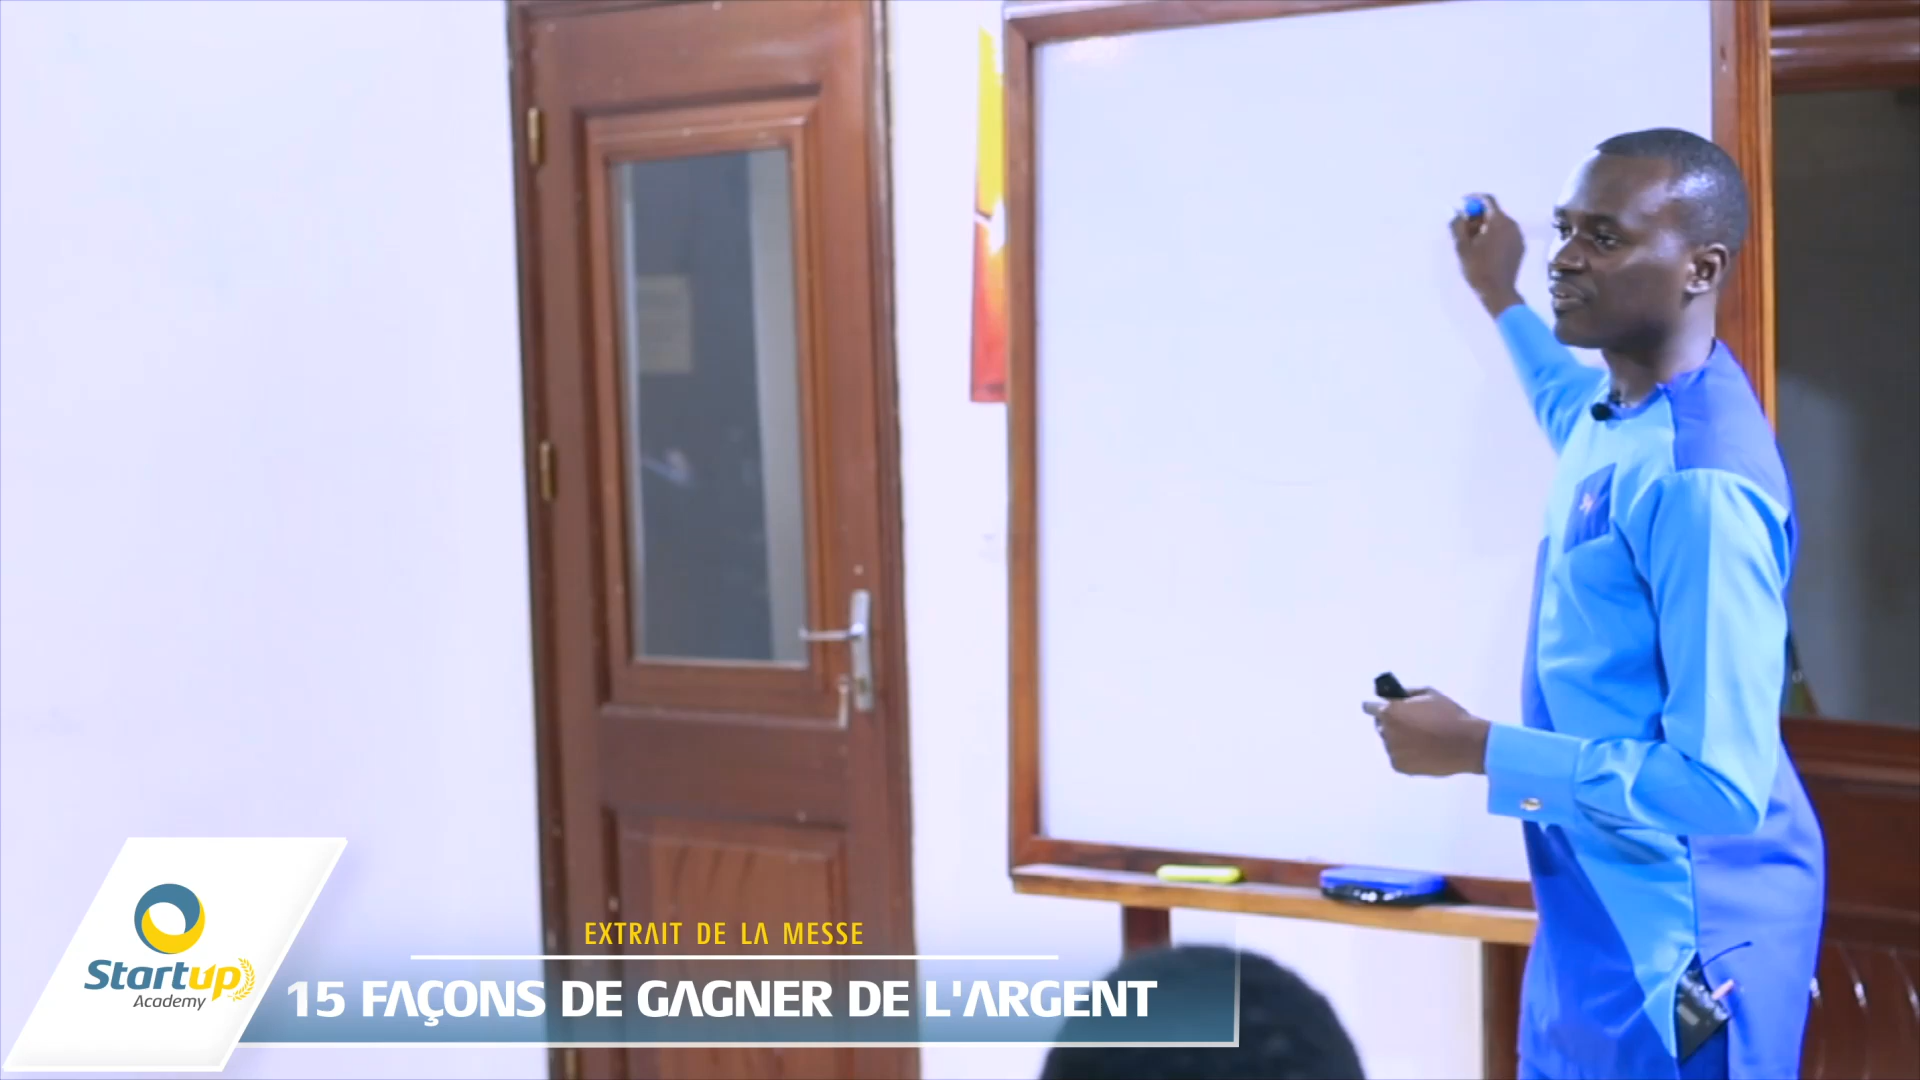 EXTRAIT DE LA MESSE
15 FAÇONS DE GAGNER DE L'ARGENT
Startup
Academy